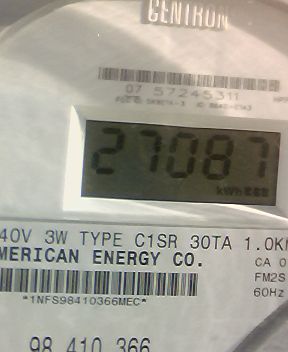 CENTRON
07 57245311
27087
kWh
40V 3W TYPE C1SR 30TA 1.0K
MERICAN ENERGY CO.
CA 0
FM2S
*1NFS98410366MEC*
60Hz
98 410 366